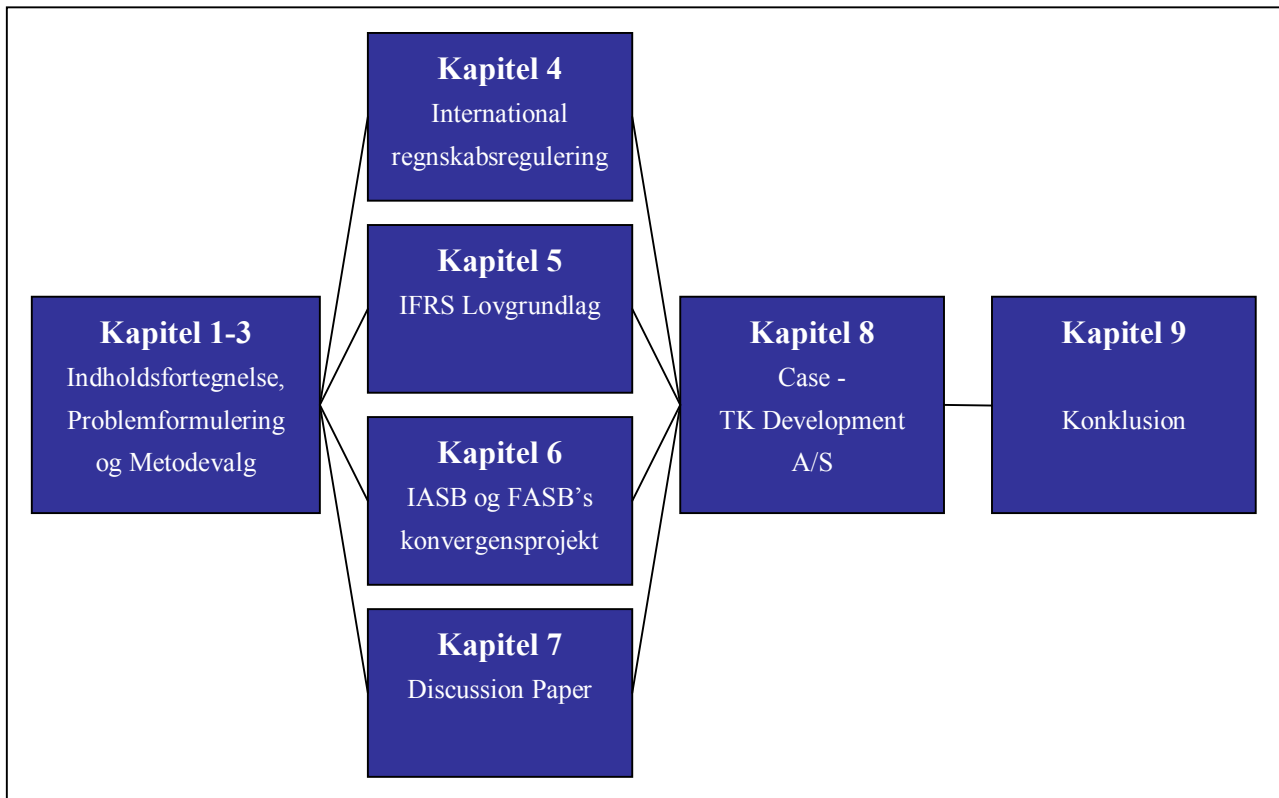 Kapitel 1-3
Indholdsfortegnelse,
Problemformulering
og Metodevalg
Kapitel 4
International
regnskabsregulering
Kapitel 5
IFRS Lovgrundlag
Kapitel 6
IASB og FASB’s
konvergensprojekt
Kapitel 7
Discussion Paper
Kapitel 8
Case -
TK Development
A/S
Kapitel 9
Konklusion